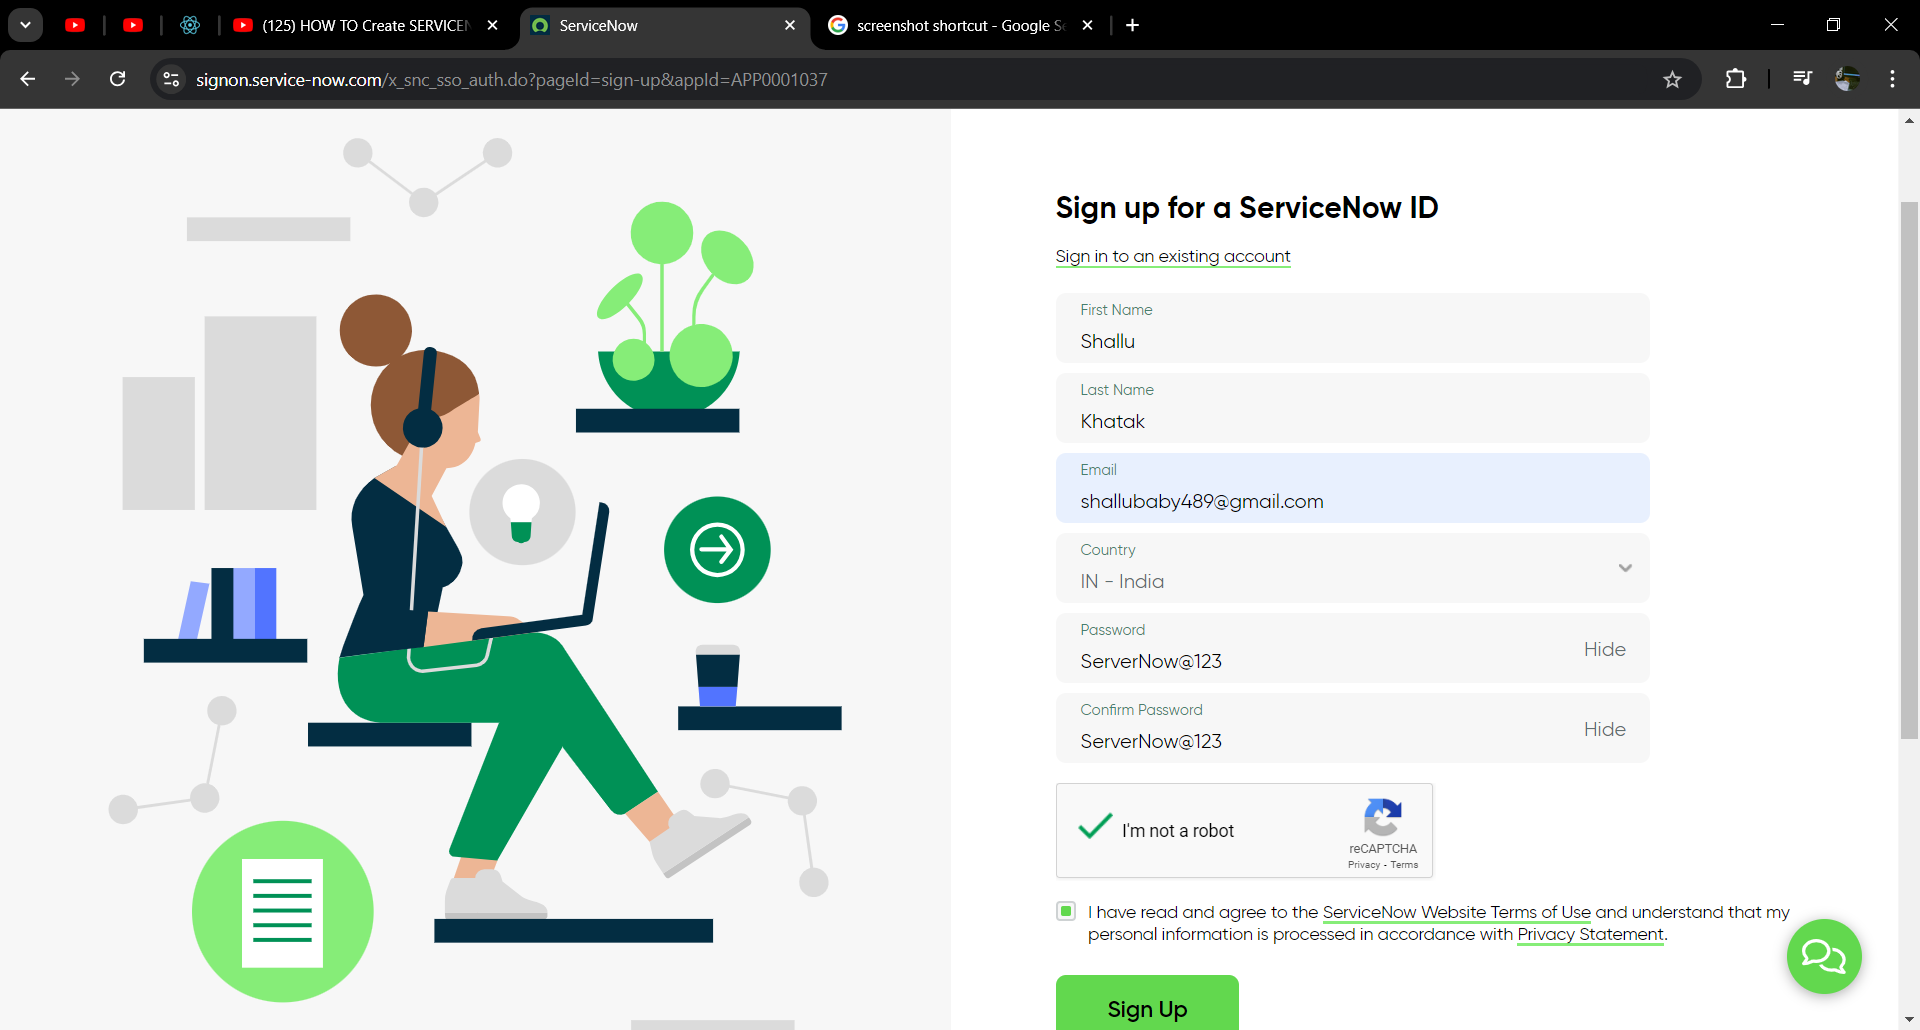 (125) HOW TO Create SERVICEN
ServiceNow
screenshot shortcut - Google Se
signon.service-now.com/x_snc_sso_auth.do?pageId=sign-up&appId=APP0001037
Sign up for a ServiceNow ID
Sign in to an existing account
First Name
Shallu
Last Name
Khatak
Email
shallubaby489@gmail.com
Country
IN - India
Password
ServerNow@123
Hide
Confirm Password
ServerNow@123
Hide
I'm not a robot
reCAPTCHA
Privacy - Terms
I have read and agree to the ServiceNow Website Terms of Use and understand that my
personal information is processed in accordance with Privacy Statement.
Sign Up